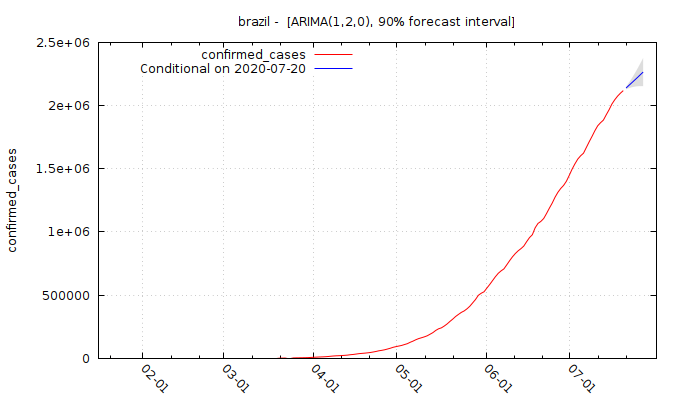 brazil - [ARIMA(1,2,0), 90% forecast interval]
confirmed_cases
Conditional on 2020-07-20
2.5e+06
2e+06
1.5e+06
1e+06
500000
0
confirmed_cases
02-01
03-01
04-01
05-01
06-01
07-01